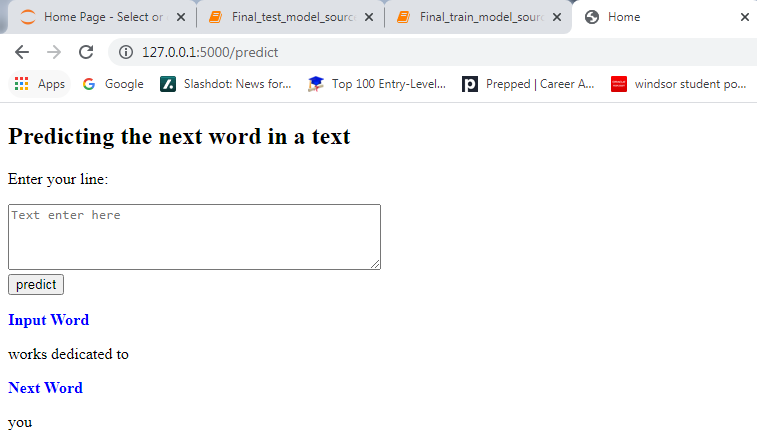 Home Page - Select or
Final_test_model_source
Final_train_model_sourc
Home
127.0.0.1:5000/predict
Apps
Google
Slashdot: News for...
Top 100 Entry-Level...
Prepped | Career A...
windsor student po...
Predicting the next word in a text
Enter your line:
Text enter here
predict
Input Word
works dedicated to
Next Word
you